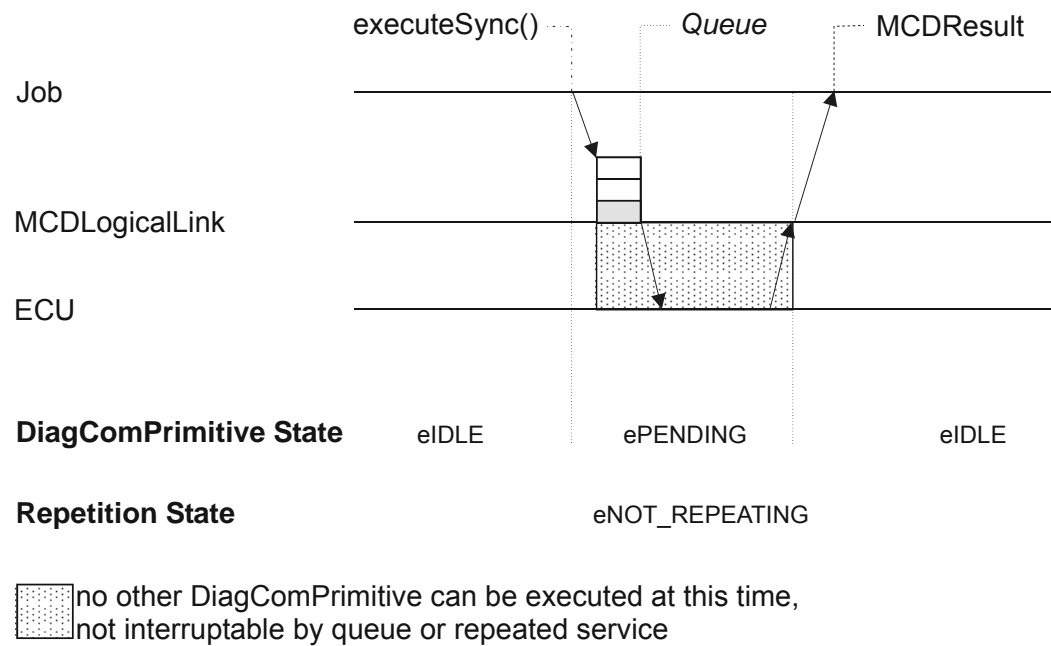 executeSync() Queue MCDResult
Job
MCDLogicalLink
ECU
DiagComPrimitive State eIDLE ePENDING eIDLE
Repetition State eNOT_REPEATING
no other DiagComPrimitive can be executed at this time,
not interruptable by queue or repeated service